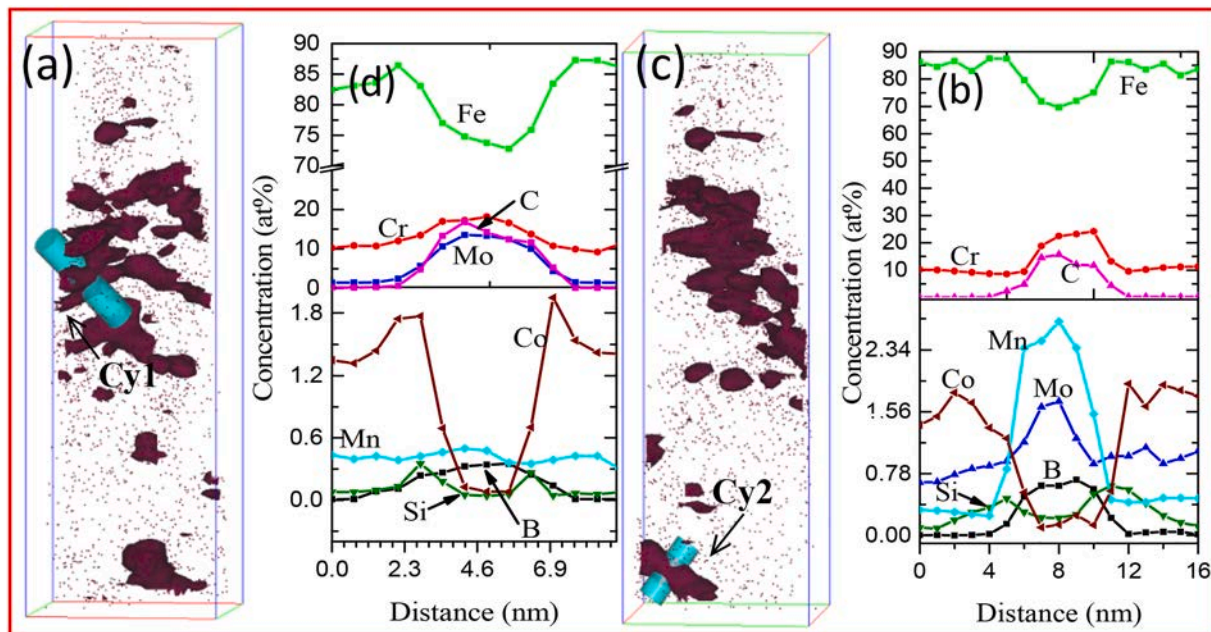 (a)
Cy1
(d)
Concentration (at%)
90
85
80
75
70
20
10
0
1.8
1.2
0.6
0.0
Fe
C
Cr
Mo
Co
Mn
Si
B
0.0 2.3 4.6 6.9
Distance (nm)
(c)
Cy2
(b)
Concentration (at%)
90
80
70
60
50
40
30
20
10
2.34
1.56
0.78
0.00
Fe
Cr
C
Mn
Co
Mo
B
Si
0 4 8 12 16
Distance (nm)